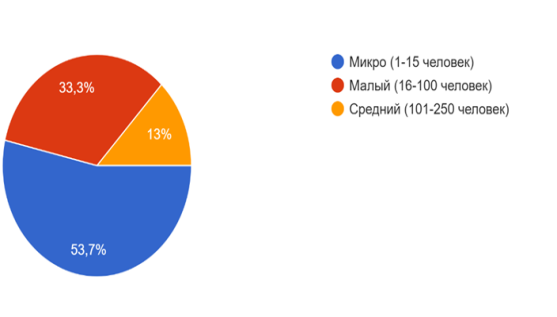 Микро (1-15 человек)
Малый (16-100 человек)
Средний (101-250 человек)
33,3%
13%
53,7%